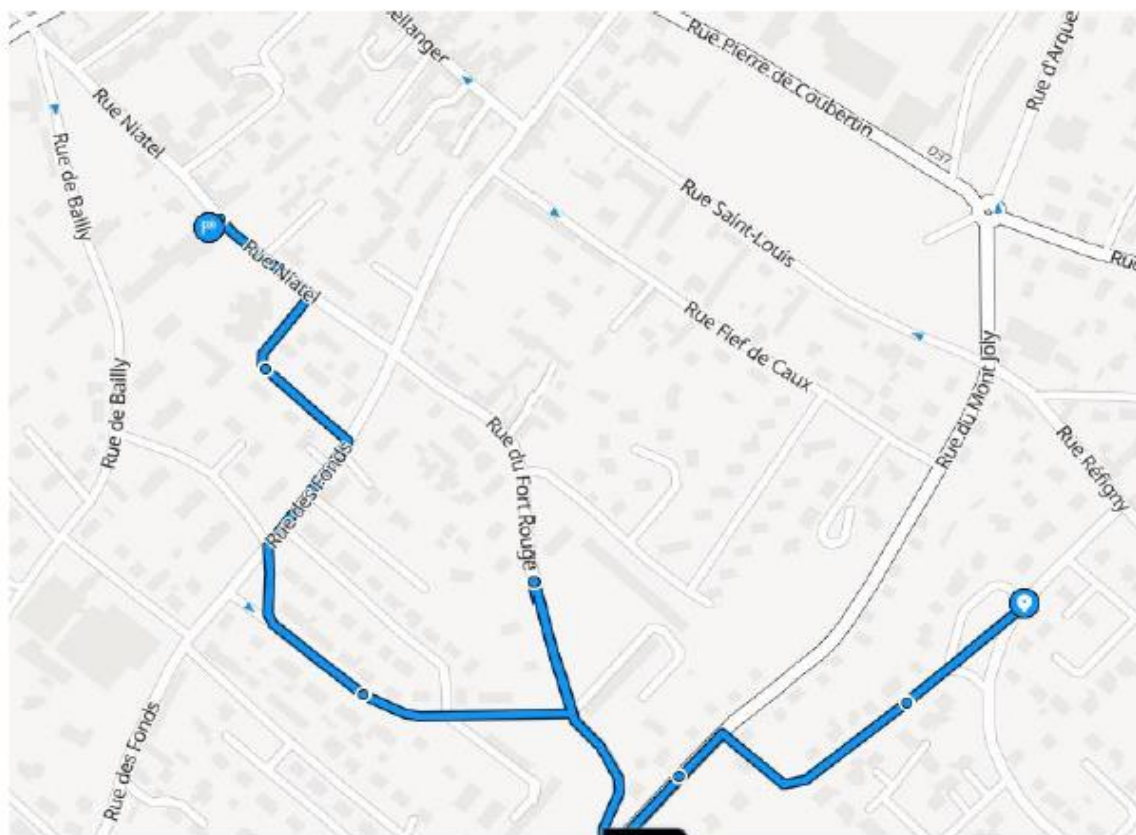 ellanger
Rue Pierre de Coubertin
Rue d'Arque
Rue Niatel
Rue de Bailly
D37
Rue Saint-Louis
Rue
Rue Niatel
Rue Fief de Caux
Rue du Mont Joly
Rue de Bailly
Rue du Fort Rouge
Rue Réfigny
Rue des Fonds
Rue des Fonds